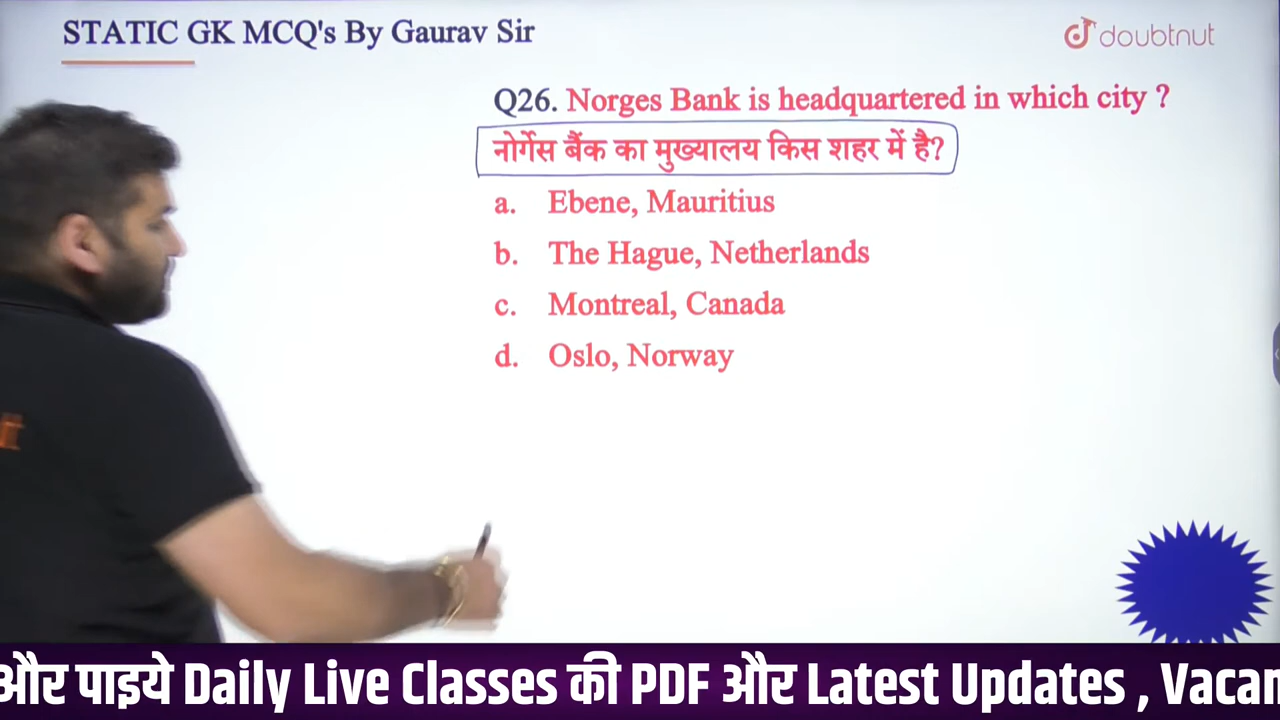 STATIC GK MCQ's By Gaurav Sir
doubtnut
Q26. Norges Bank is headquartered in which city ?
नोर्गेस बैंक का मुख्यालय किस शहर में है?
a. Ebene, Mauritius
b. The Hague, Netherlands
c. Montreal, Canada
d. Oslo, Norway
और पाइये Daily Live Classes की PDF और Latest Updates , Vacan